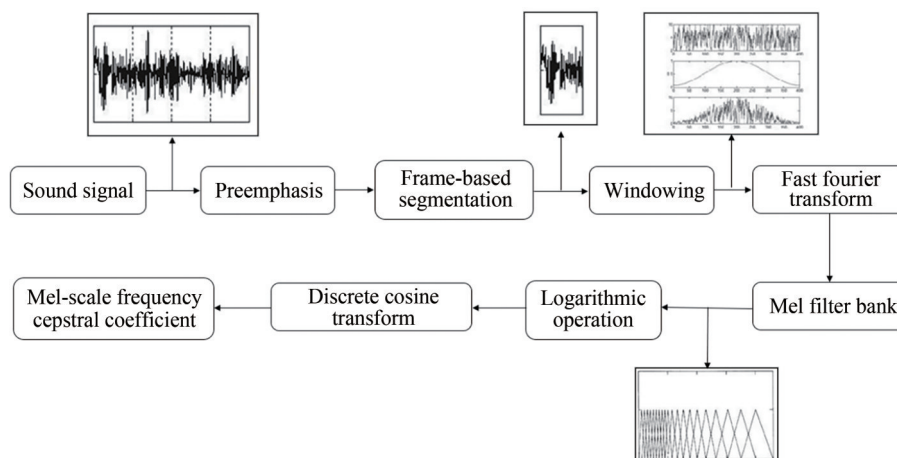 Sound signal
Preemphasis
Frame-based
segmentation
Windowing
Fast fourier
transform
Mel-scale frequency
cepstral coefficient
Discrete cosine
transform
Logarithmic
operation
Mel filter bank